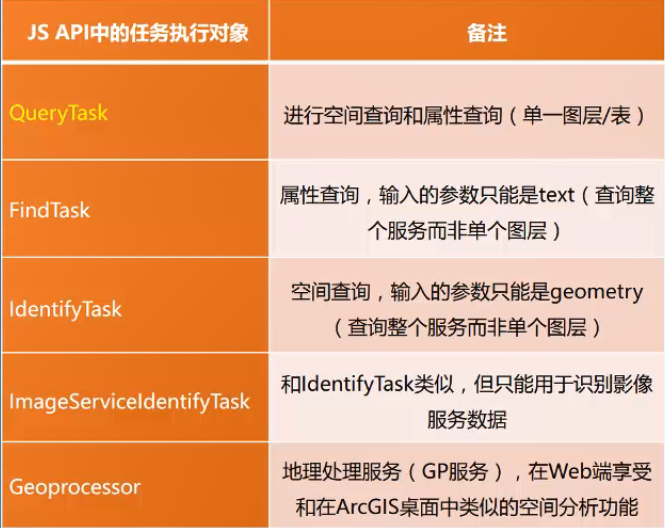 JS API中的任务执行对象
备注
QueryTask
进行空间查询和属性查询（单一图层/表）
FindTask
属性查询，输入的参数只能是text（查询整
个服务而非单个图层）
IdentifyTask
空间查询，输入的参数只能是geometry
（查询整个服务而非单个图层）
ImageServiceIdentifyTask
和IdentifyTask类似，但只能用于识别影像
服务数据
Geoprocessor
地理处理服务（GP服务），在Web端享受
和在ArcGIS桌面中类似的空间分析功能